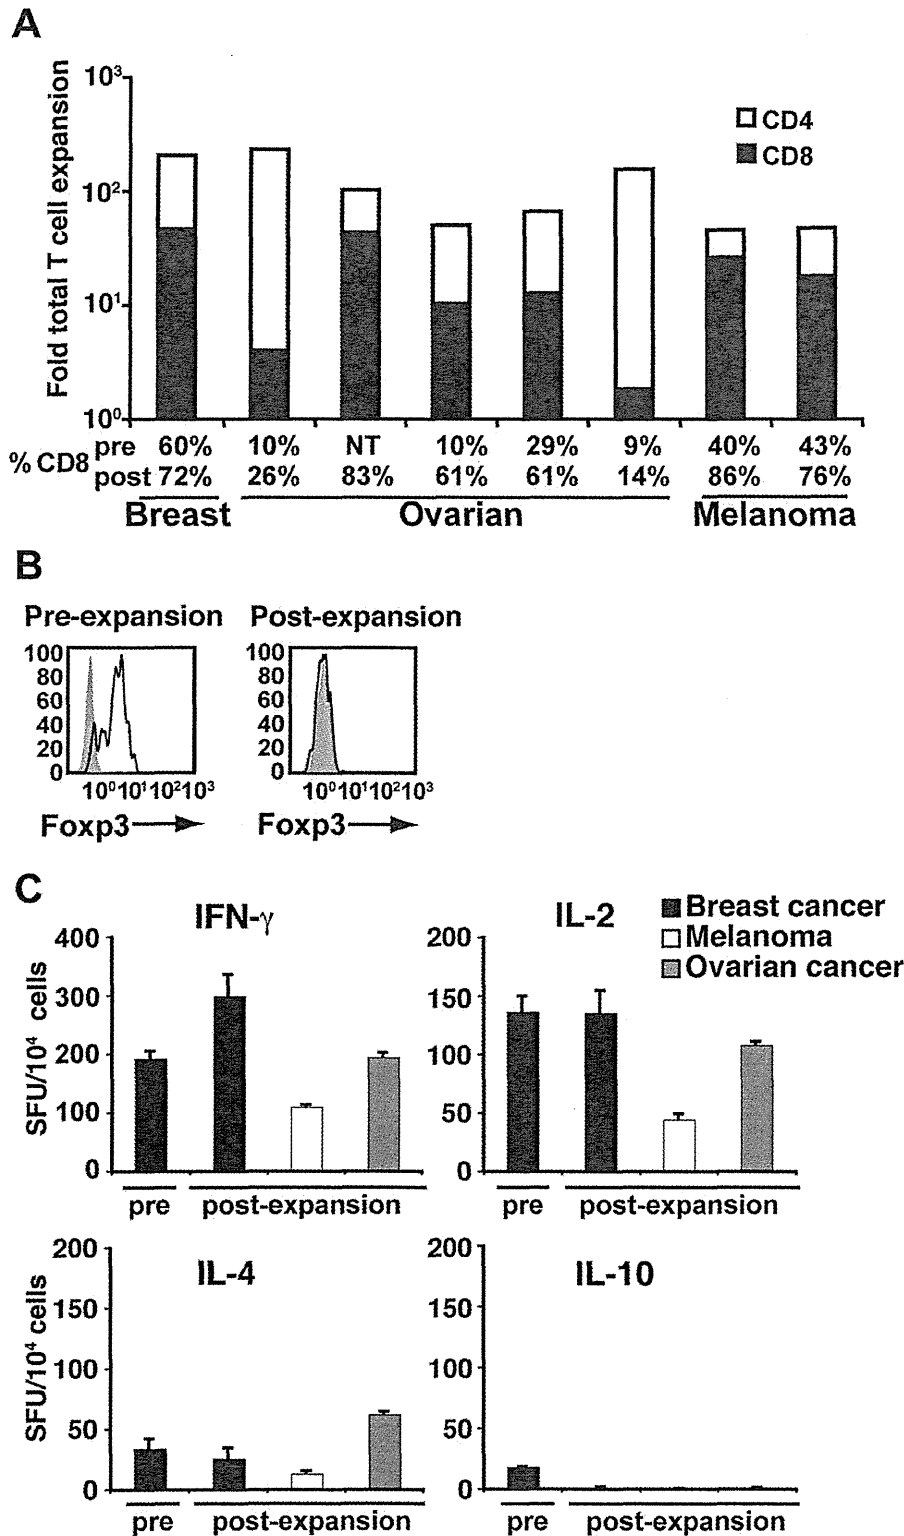 A
Fold total T cell expansion
10³
10²
10¹
10⁰
CD4
CD8
% CD8
pre 60% 10% NT 10% 29% 9% 40% 43%
post 72% 26% 83% 61% 61% 14% 86% 76%
Breast Ovarian Melanoma
B
Pre-expansion
100
80
60
40
20
0
10⁰10¹10²10³
Foxp3
Post-expansion
100
80
60
40
20
0
10⁰10¹10²10³
Foxp3
C
IFN-γ
SFU/10⁴ cells
400
300
200
100
0
pre post-expansion
IL-2
200
150
100
50
0
pre post-expansion
Breast cancer
Melanoma
Ovarian cancer
IL-4
SFU/10⁴ cells
200
150
100
50
0
pre post-expansion
IL-10
200
150
100
50
0
pre post-expansion